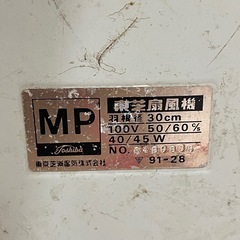 MP
Toshiba
東芝扇風機
羽根径 30cm
100V 50/60㎐
40/45W
NO.
東京芝浦電気株式会社
〒 91-28